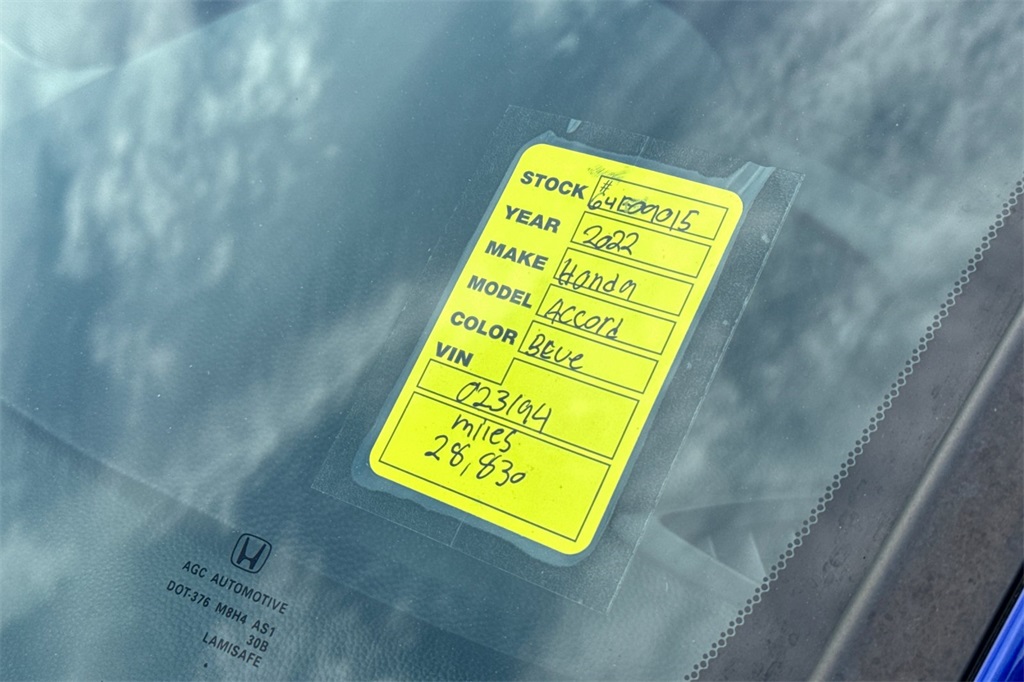 STOCK # 64E09015
YEAR 2022
MAKE Honda
MODEL Accord
COLOR BLUE
VIN
023194
miles
28,830
AGC AUTOMOTIVE
DOT-376 M8H4 AS1
30B
LAMISAFE